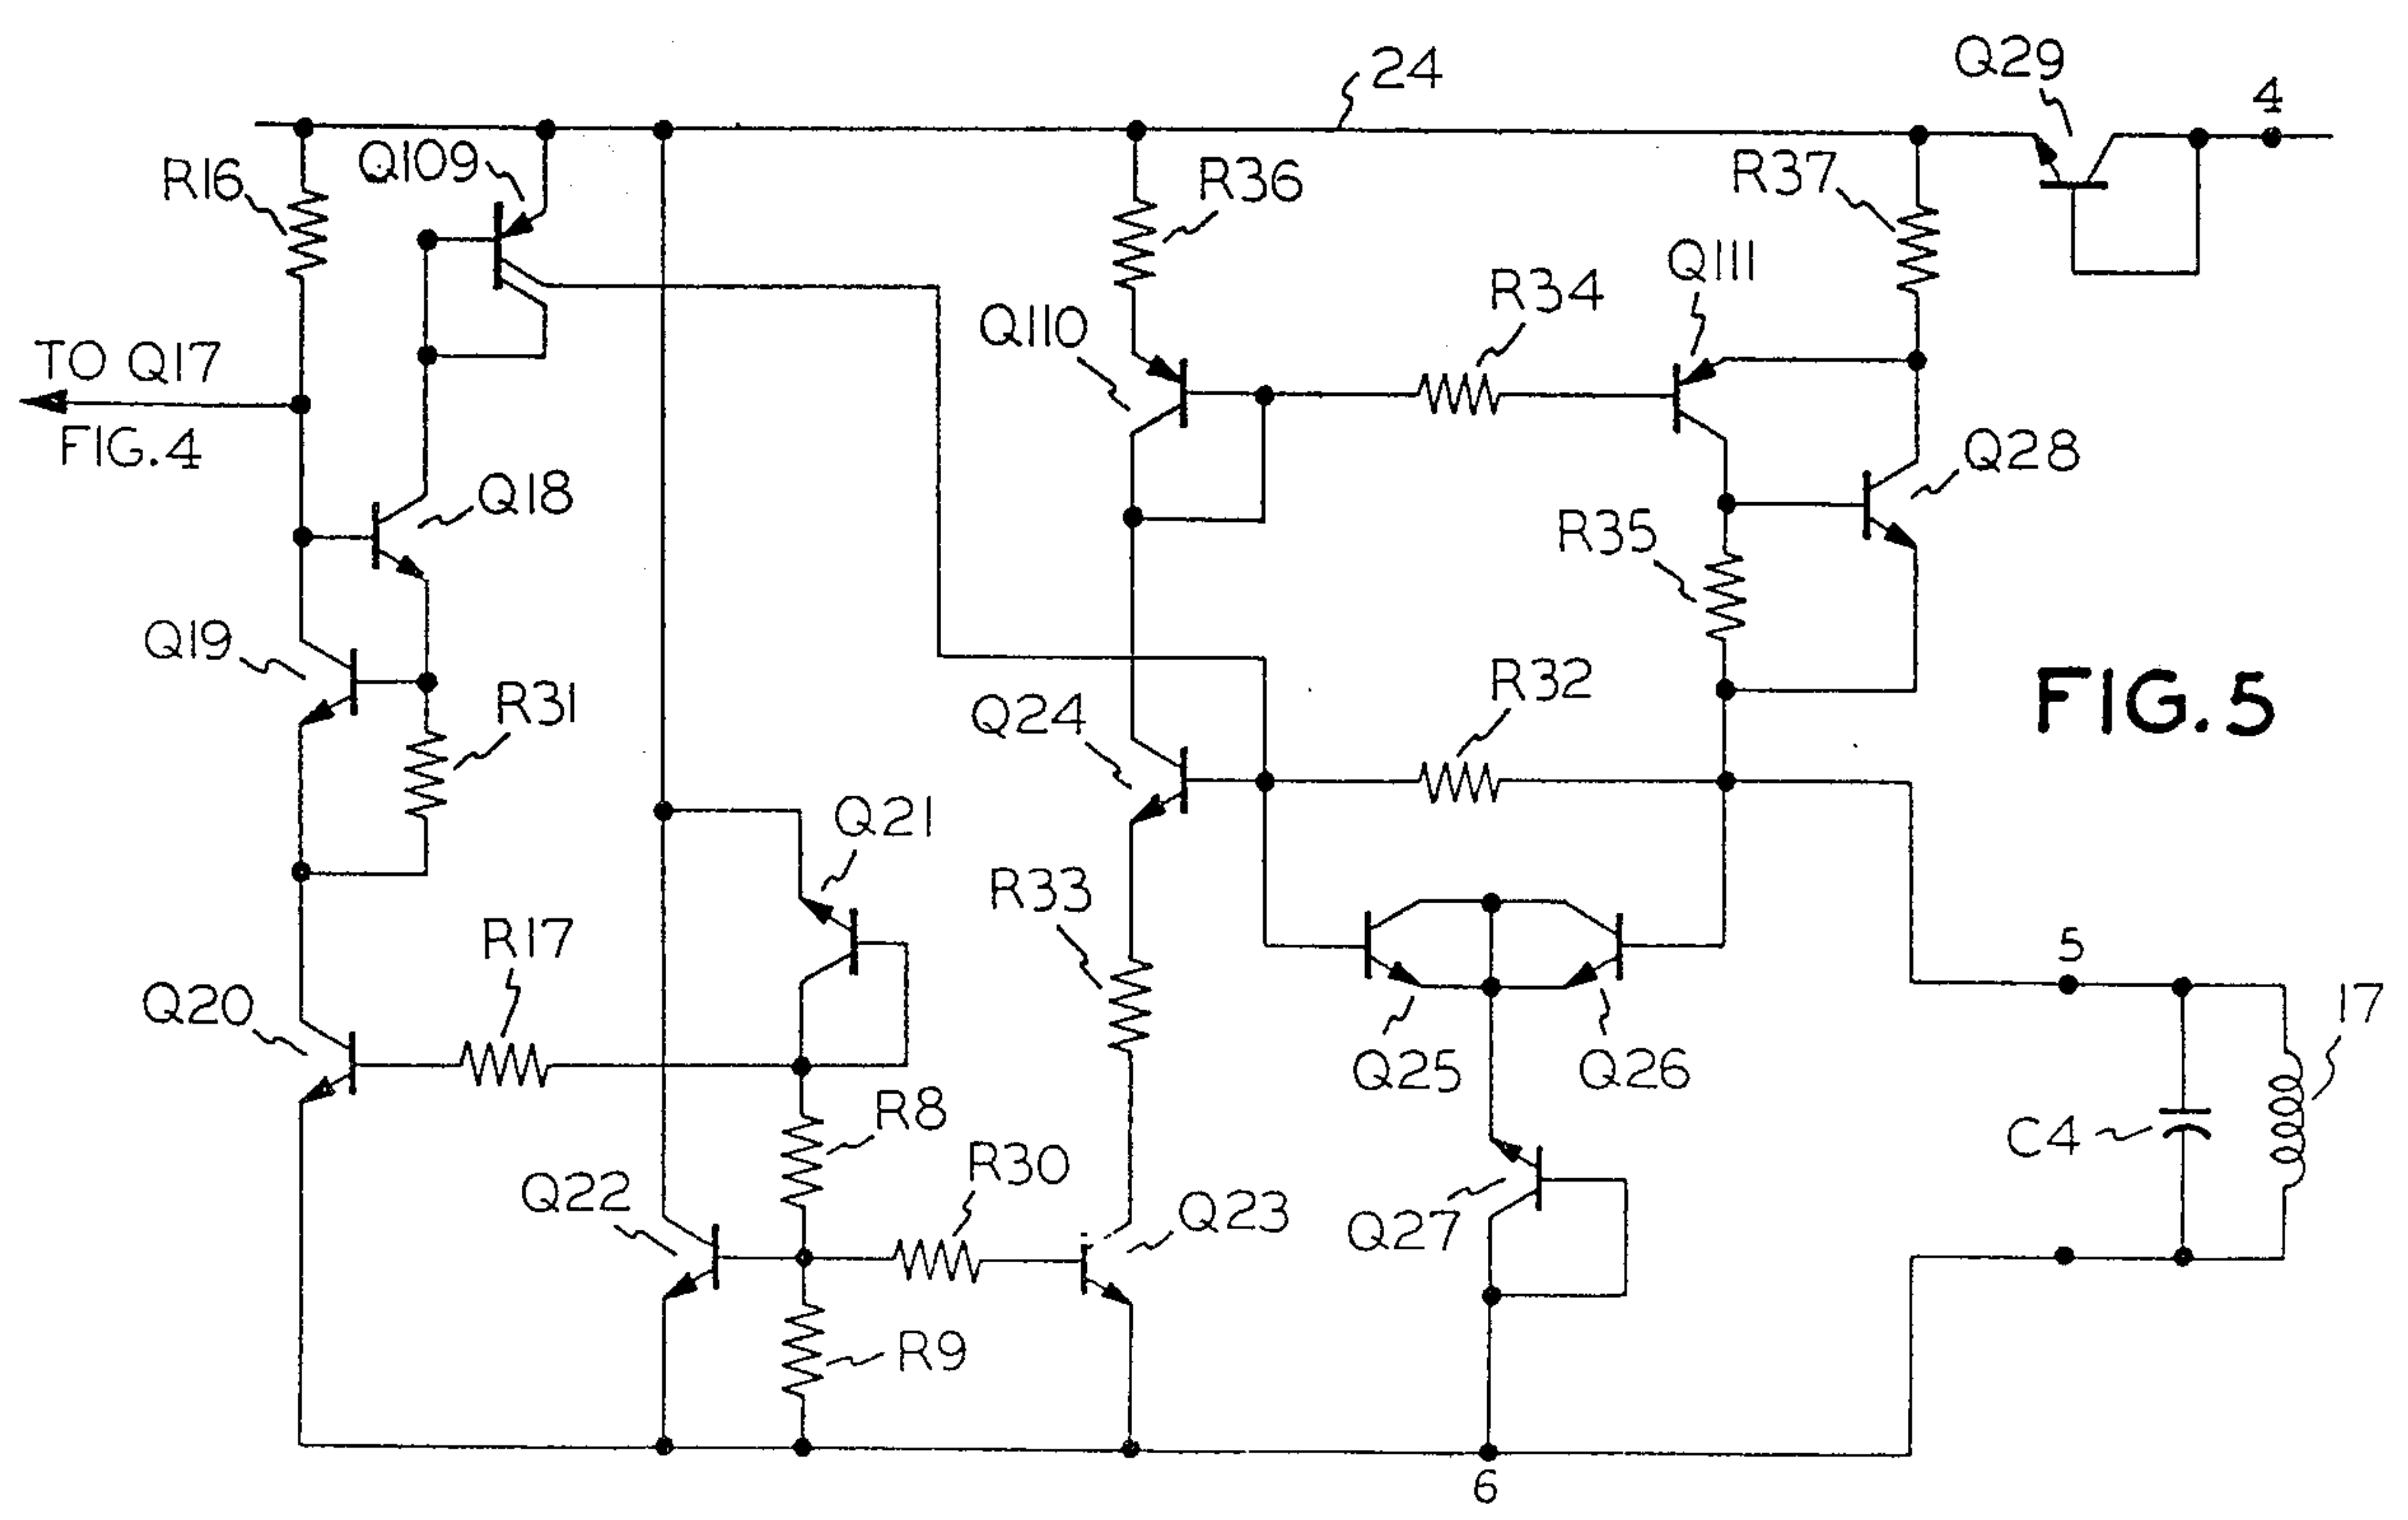 24
Q29
4
R16
Q109
R36
R37
Q111
R34
Q110
TO Q17
FIG.4
Q18
Q28
R35
Q19
R31
R32
Q24
FIG.5
Q21
R33
R17
5
17
Q20
Q25
Q26
R8
C4
R30
Q22
Q23
Q27
R9
6